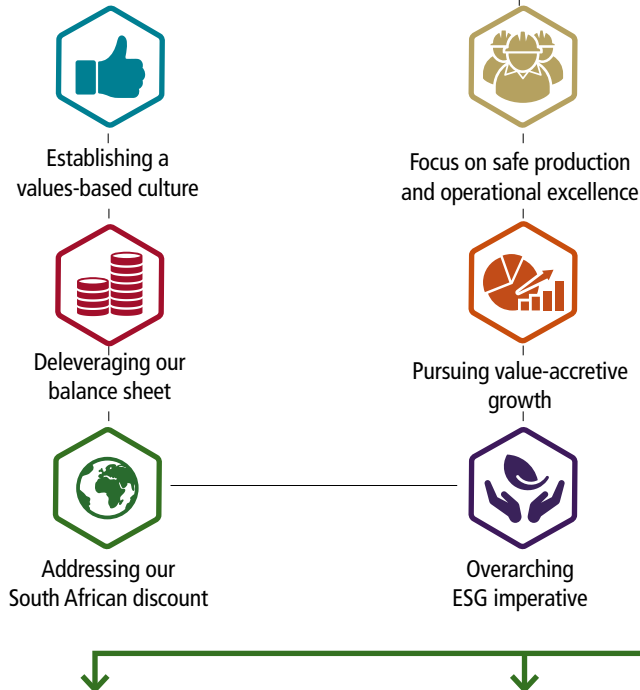 Establishing a
values-based culture
Focus on safe production
and operational excellence
Deleveraging our
balance sheet
Pursuing value-accretive
growth
Addressing our
South African discount
Overarching
ESG imperative